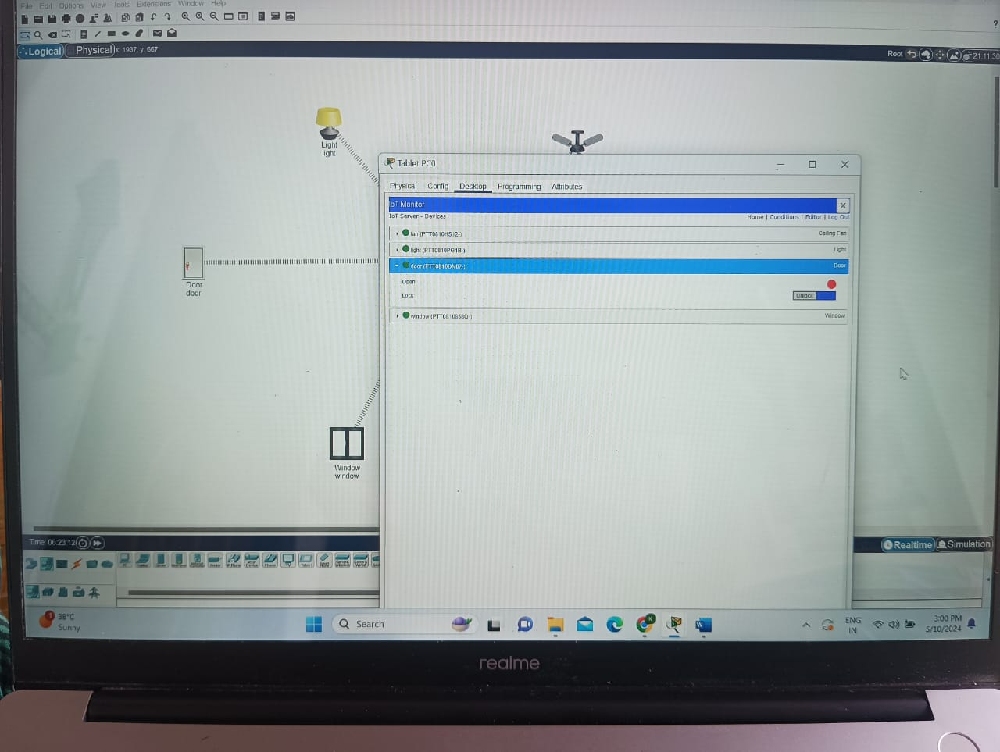 File Edit Options View Tools Extensions Window Help
Logical Physical x: 1937, y: 667
Root 21:11:30
Light
light
Tablet PC0
Physical Config Desktop Programming Attributes
IoT Monitor X
IoT Server - Devices Home | Conditions | Editor | Log Out
fan (PTT0810HS12-) Ceiling Fan
light (PTT0810PG1B-) Light
door (PTT0810DN07-) Door
Open
Lock Unlock
window (PTT081085BO-) Window
Door
door
Window
window
Time: 06:23:12
Realtime Simulation
38°C
Sunny
Search
ENG
IN
3:00 PM
5/10/2024
realme